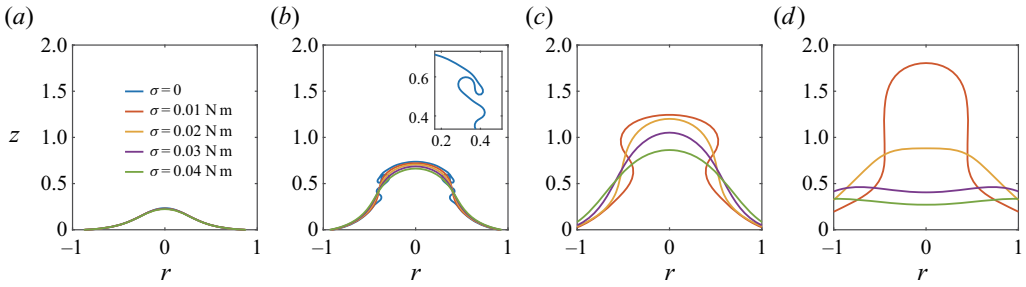 (a) (b) (c) (d)
2.0 2.0 2.0 2.0
σ = 0
σ = 0.01 N m
σ = 0.02 N m
σ = 0.03 N m
σ = 0.04 N m
0.6
0.4
0.2 0.4
1.5 1.5 1.5 1.5
z 1.0 1.0 1.0 1.0
0.5 0.5 0.5 0.5
0 0 0 0
−1 0 1 −1 0 1 −1 0 1 −1 0 1
r r r r